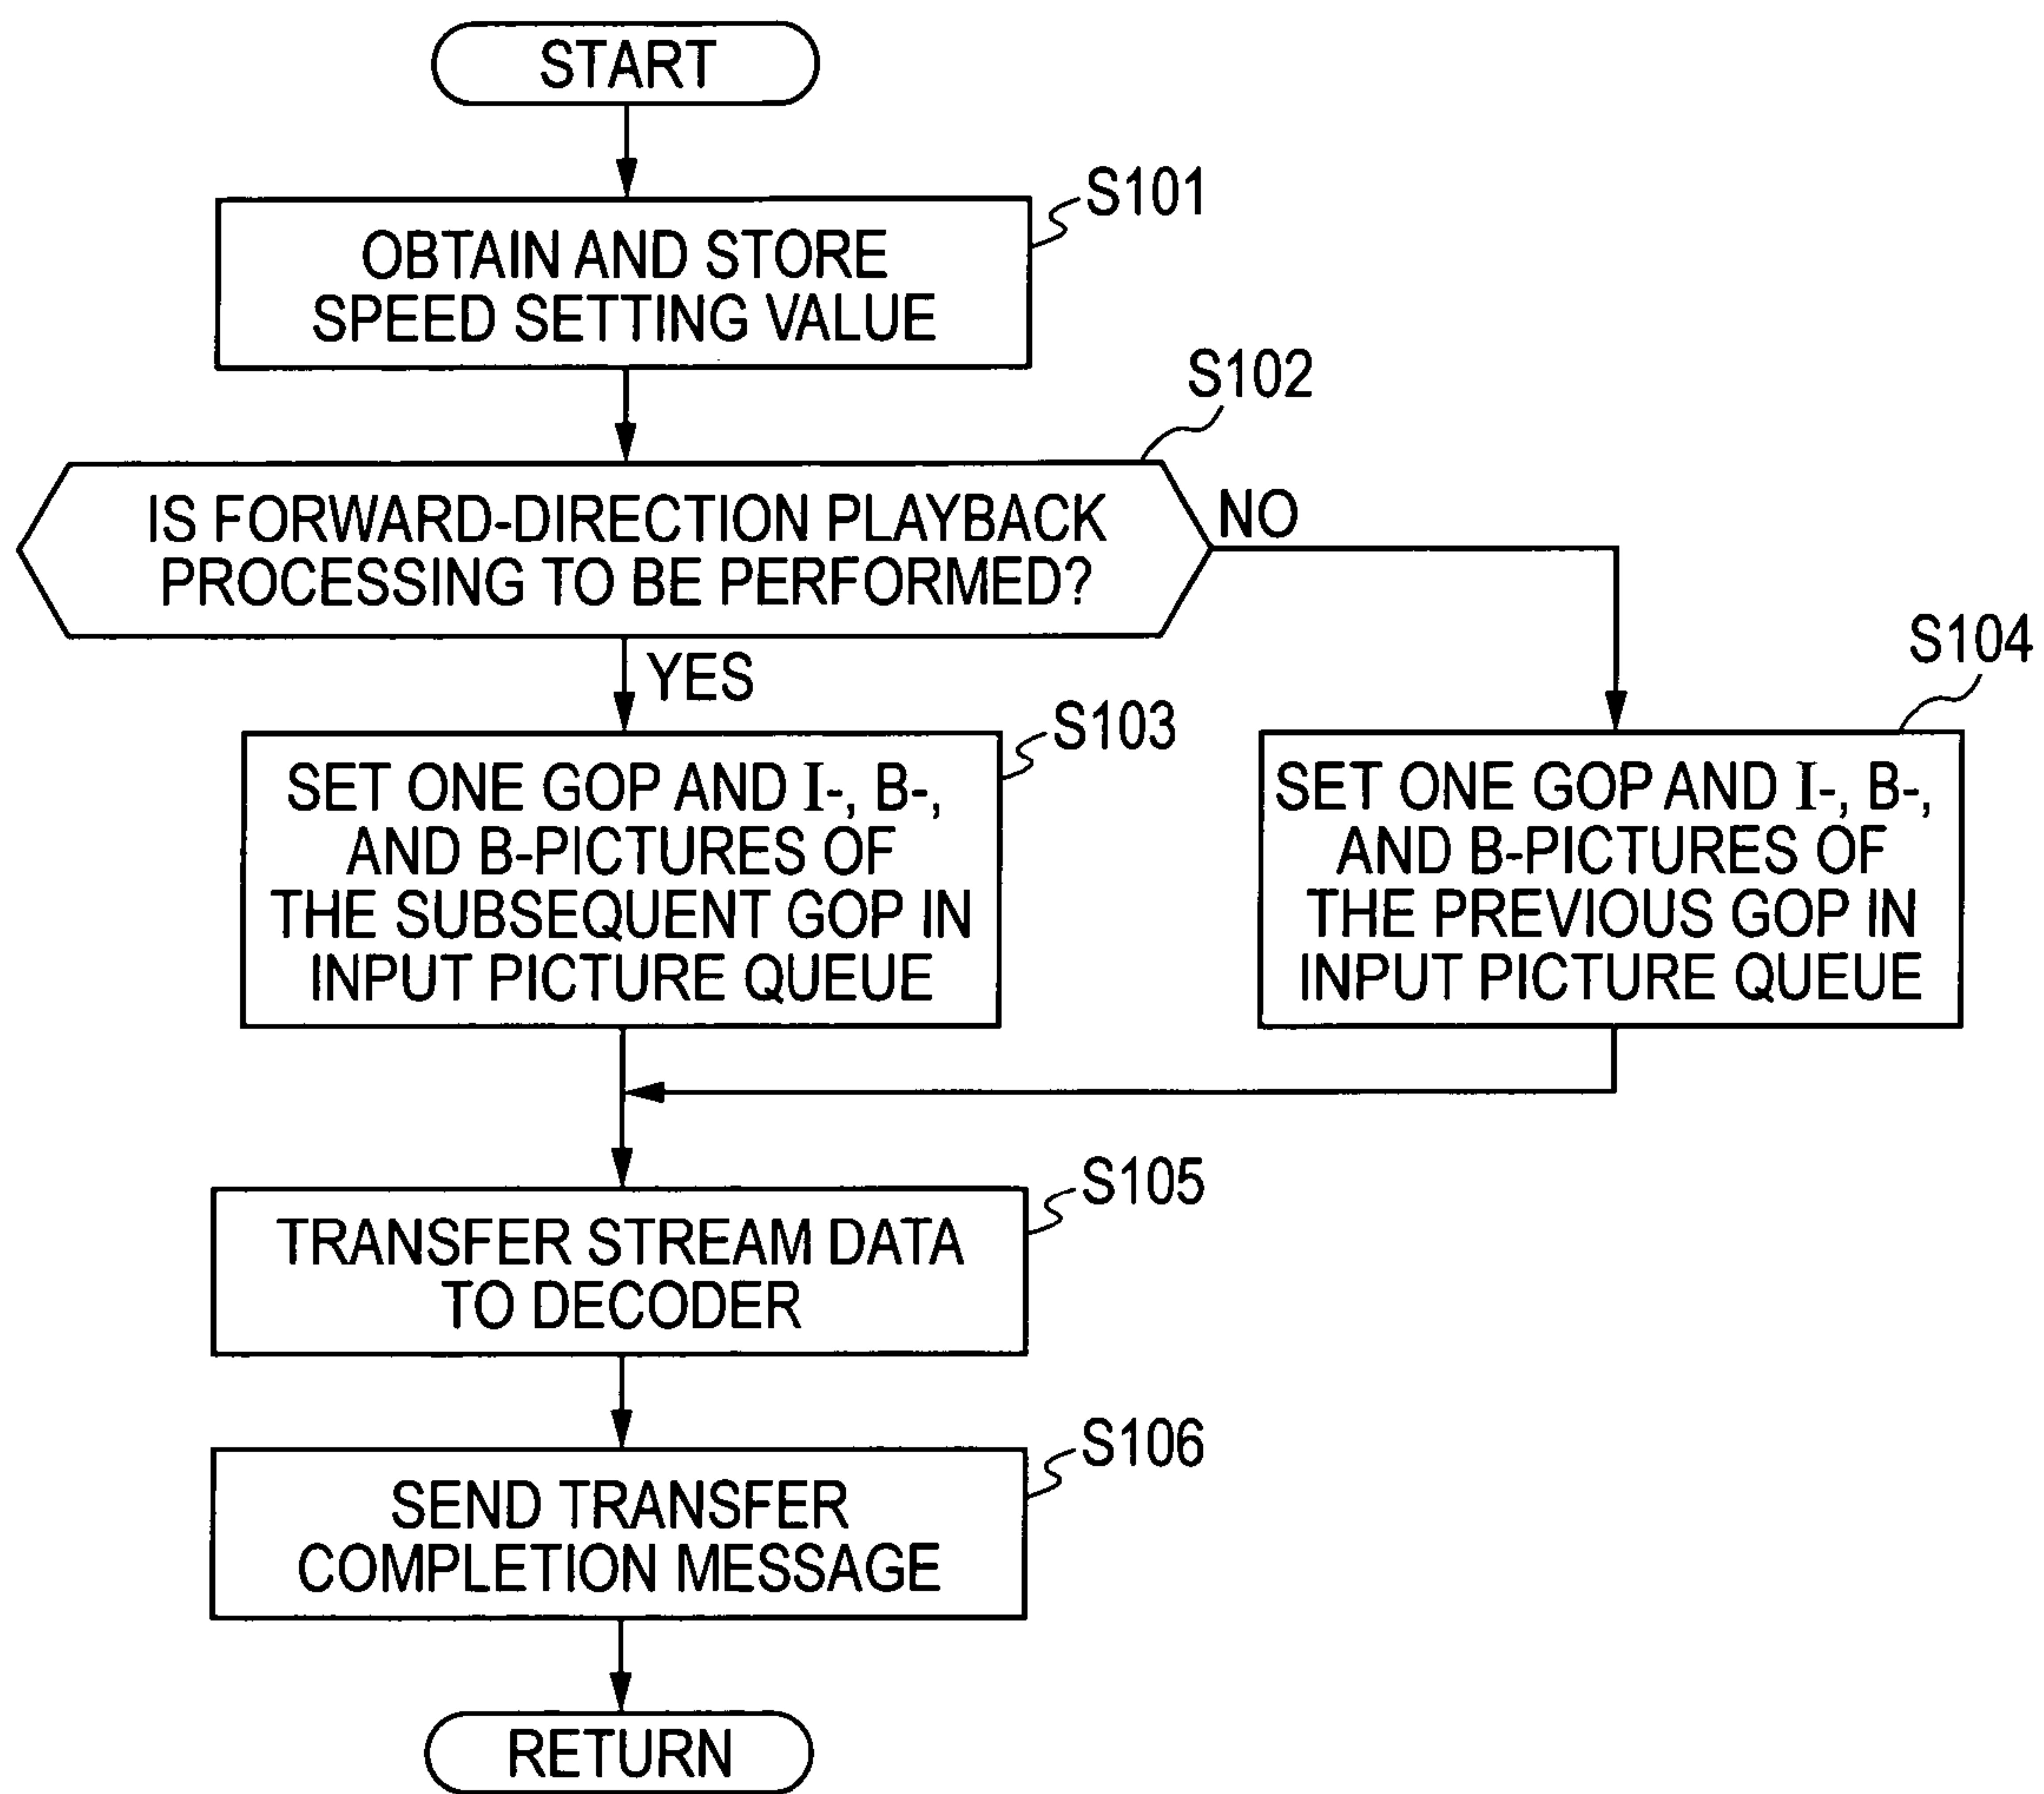 START
S101
OBTAIN AND STORE
SPEED SETTING VALUE
S102
IS FORWARD-DIRECTION PLAYBACK
PROCESSING TO BE PERFORMED?
NO
YES
S103
SET ONE GOP AND I-, B-,
AND B-PICTURES OF
THE SUBSEQUENT GOP IN
INPUT PICTURE QUEUE
S104
SET ONE GOP AND I-, B-,
AND B-PICTURES OF
THE PREVIOUS GOP IN
INPUT PICTURE QUEUE
S105
TRANSFER STREAM DATA
TO DECODER
S106
SEND TRANSFER
COMPLETION MESSAGE
RETURN